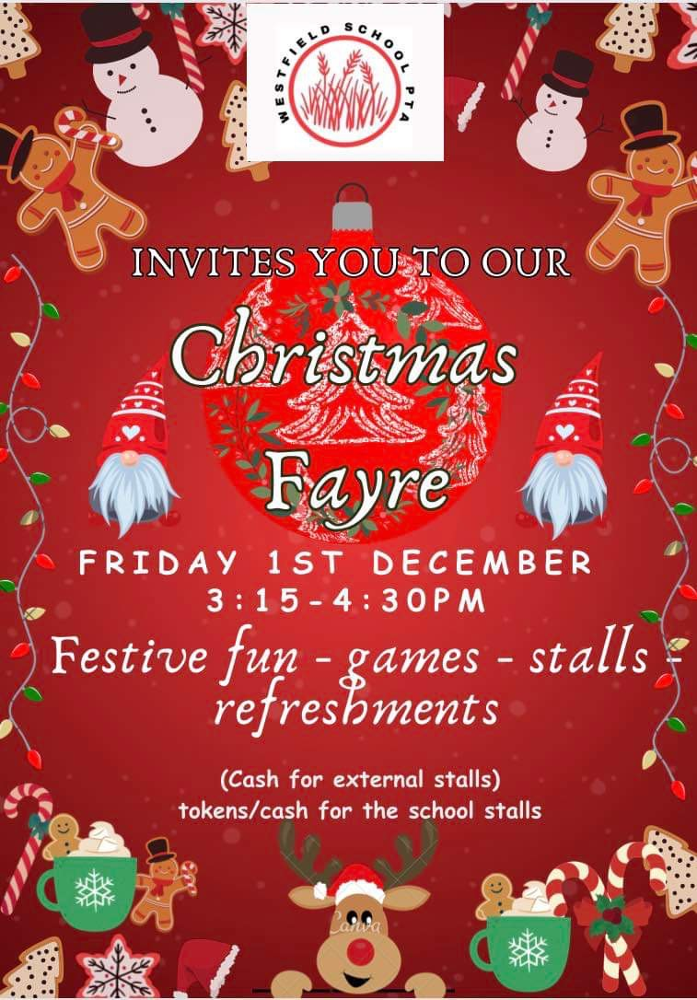 WESTFIELD SCHOOL PTA
INVITES YOU TO OUR
Christmas
Fayre
FRIDAY 1ST DECEMBER
3:15-4:30PM
Festive fun - games - stalls -
refreshments
(Cash for external stalls)
tokens/cash for the school stalls
Canva